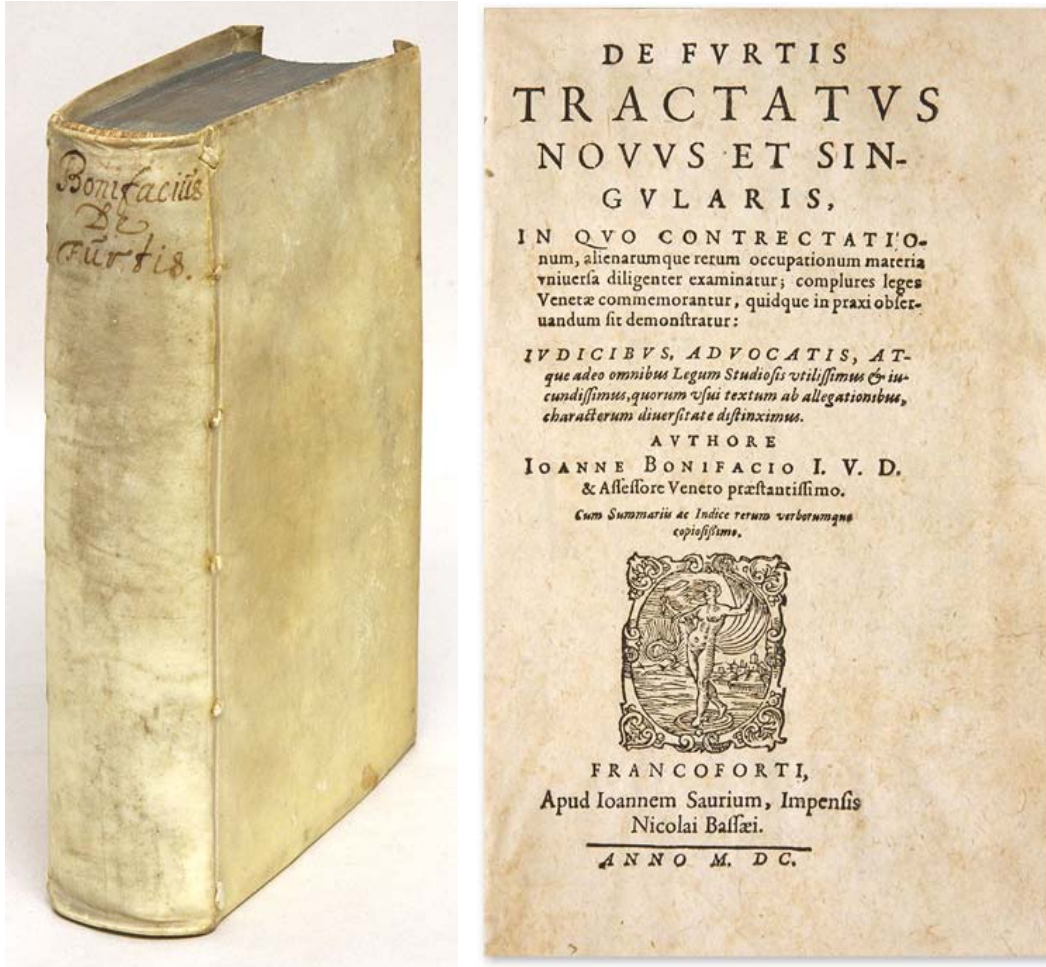 Bonifacius
De
Furtis.
DE FVRTIS
TRACTATVS
NOVVS ET SIN-
GVLARIS,
IN QVO CONTRECTATIO-
num, alienarumque rerum occupationum materia
vniuerſa diligenter examinatur; complures leges
Venetæ commemorantur, quidque in praxi obſer-
uandum ſit demonſtratur:
IVDICIBVS, ADVOCATIS, AT-
que adeo omnibus Legum Studioſis vtiliſſimus & iu-
cundiſſimus, quorum vſui textum ab allegationibus,
characterum diuerſitate diſtinximus.
AVTHORE
IOANNE BONIFACIO I. V. D.
& Aſſeſſore Veneto præſtantiſſimo.
Cum Summariis ac Indice rerum verborumque
copioſiſſimo.
FRANCOFORTI,
Apud Ioannem Saurium, Impenſis
Nicolai Baſſæi.
ANNO M. DC.